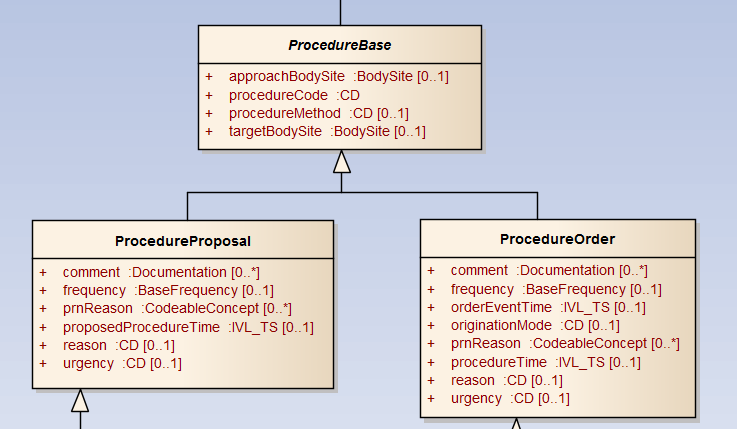 ProcedureBase
+ approachBodySite :BodySite [0..1]
+ procedureCode :CD
+ procedureMethod :CD [0..1]
+ targetBodySite :BodySite [0..1]
ProcedureProposal
+ comment :Documentation [0..*]
+ frequency :BaseFrequency [0..1]
+ prnReason :CodeableConcept [0..*]
+ proposedProcedureTime :IVL_TS [0..1]
+ reason :CD [0..1]
+ urgency :CD [0..1]
ProcedureOrder
+ comment :Documentation [0..*]
+ frequency :BaseFrequency [0..1]
+ orderEventTime :IVL_TS [0..1]
+ originationMode :CD [0..1]
+ prnReason :CodeableConcept [0..*]
+ procedureTime :IVL_TS [0..1]
+ reason :CD [0..1]
+ urgency :CD [0..1]